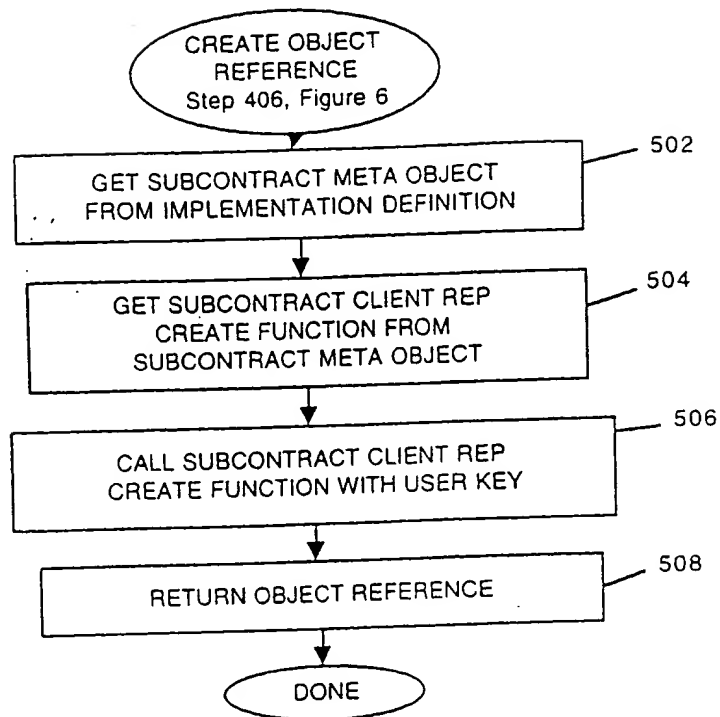 CREATE OBJECT
REFERENCE
Step 406, Figure 6
502
GET SUBCONTRACT META OBJECT
FROM IMPLEMENTATION DEFINITION
504
GET SUBCONTRACT CLIENT REP
CREATE FUNCTION FROM
SUBCONTRACT META OBJECT
506
CALL SUBCONTRACT CLIENT REP
CREATE FUNCTION WITH USER KEY
508
RETURN OBJECT REFERENCE
DONE